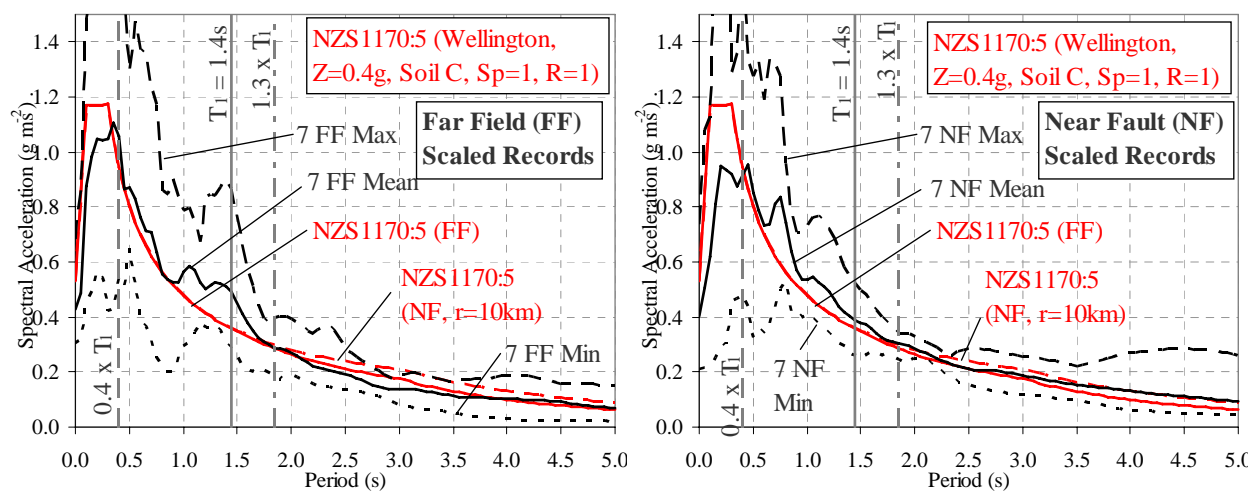 1.4
1.2
1.0
0.8
0.6
0.4
0.2
0.0
Spectral Acceleration (g ms²)
0.0 0.5 1.0 1.5 2.0 2.5 3.0 3.5 4.0 4.5 5.0
Period (s)
T1 = 1.4s
1.3 x T1
0.4 x T1
NZS1170:5 (Wellington,
Z=0.4g, Soil C, Sp=1, R=1)
Far Field (FF)
Scaled Records
7 FF Max
7 FF Mean
NZS1170:5 (FF)
NZS1170:5
(NF, r=10km)
7 FF Min
1.4
1.2
1.0
0.8
0.6
0.4
0.2
0.0
Spectral Acceleration (g ms²)
0.0 0.5 1.0 1.5 2.0 2.5 3.0 3.5 4.0 4.5 5.0
Period (s)
T1 = 1.4s
1.3 x T1
0.4 x T1
NZS1170:5 (Wellington,
Z=0.4g, Soil C, Sp=1, R=1)
Near Fault (NF)
Scaled Records
7 NF Max
7 NF Mean
NZS1170:5 (FF)
NZS1170:5
(NF, r=10km)
7 NF
Min